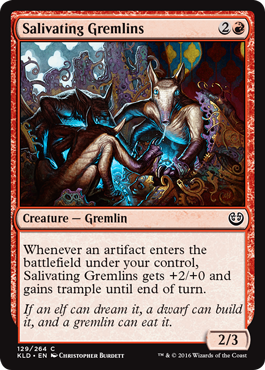 Salivating Gremlins 2
Creature — Gremlin
Whenever an artifact enters the
battlefield under your control,
Salivating Gremlins gets +2/+0 and
gains trample until end of turn.
If an elf can dream it, a dwarf can build
it, and a gremlin can eat it.
2/3
129/264 C
KLD • EN Christopher Burdett ™ & © 2016 Wizards of the Coast